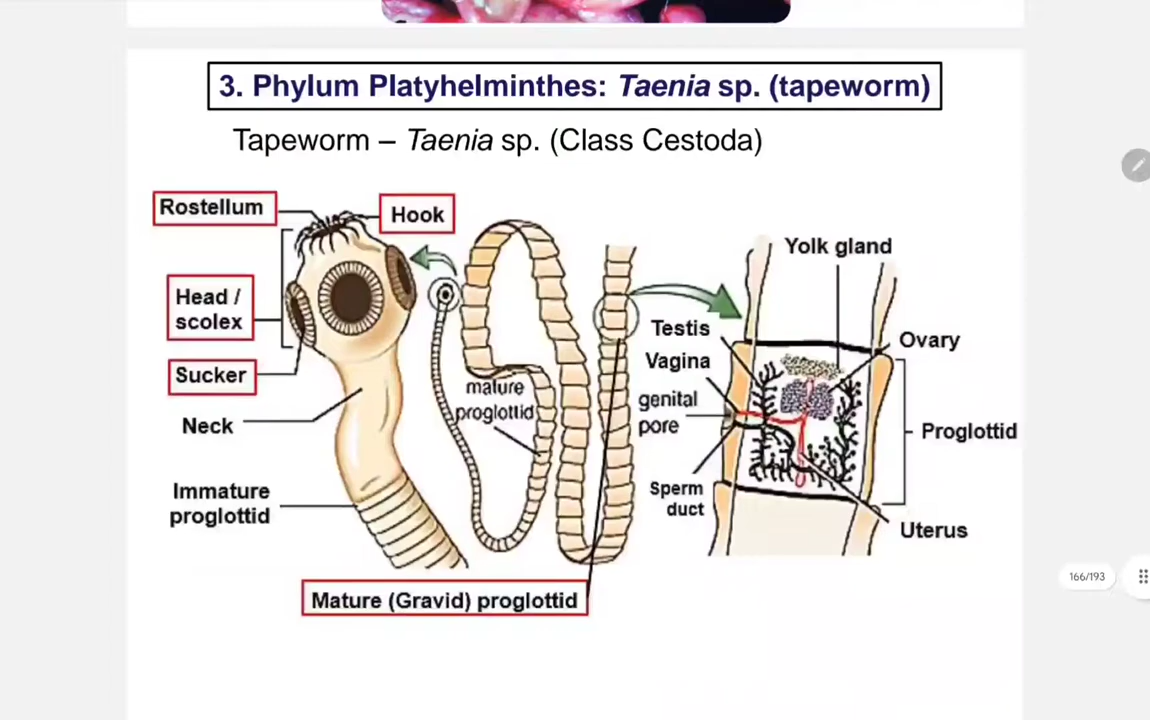 3. Phylum Platyhelminthes: Taenia sp. (tapeworm)
Tapeworm – Taenia sp. (Class Cestoda)
Rostellum
Hook
Head /
scolex
Sucker
Neck
Immature
proglottid
mature
proglottid
Mature (Gravid) proglottid
Yolk gland
Testis
Vagina
genital
pore
Sperm
duct
Ovary
Proglottid
Uterus
166/193